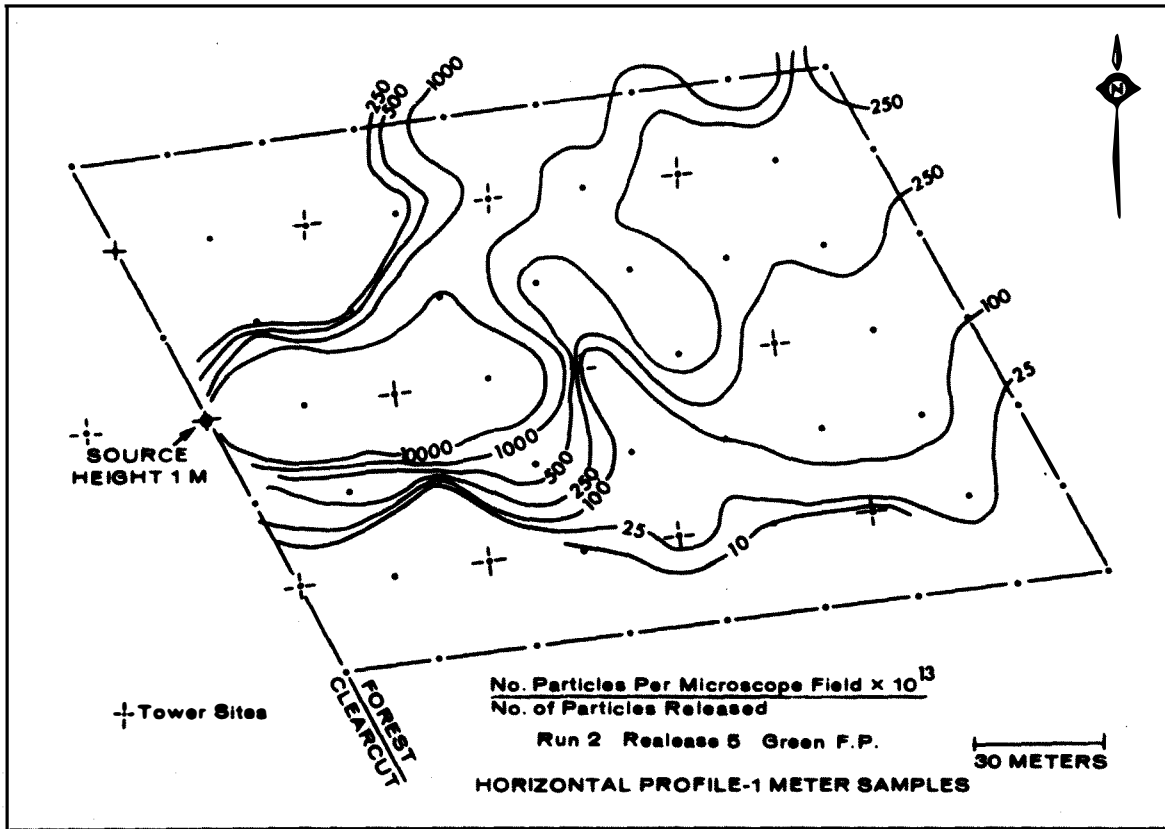 250
500
1000
N
250
250
100
25
SOURCE
HEIGHT 1 M
10000
1000
500
250
100
25
10
FOREST
CLEARCUT
Tower Sites
No. Particles Per Microscope Field × 10¹³
No. of Particles Released
Run 2 Realease 5 Green F.P.
30 METERS
HORIZONTAL PROFILE-1 METER SAMPLES